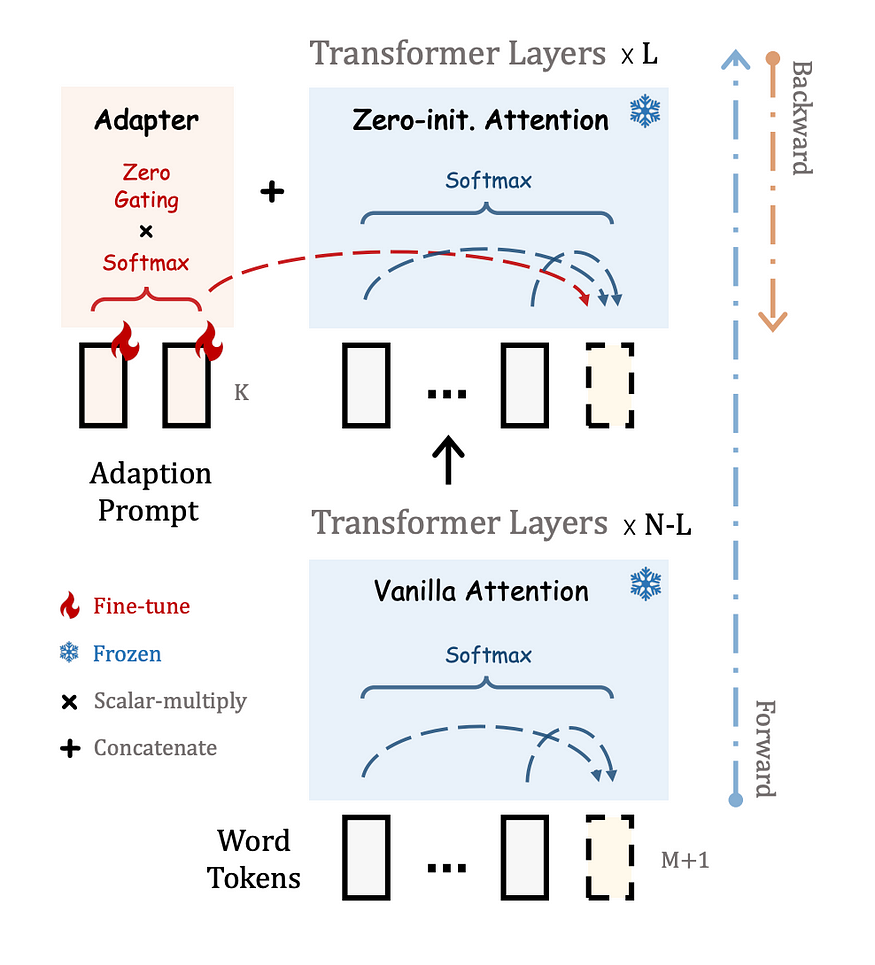 Transformer Layers x L
Backward
Adapter
Zero-init. Attention
Zero
Gating
×
Softmax
+
Softmax
K
...
Adaption
Prompt
Transformer Layers x N-L
Vanilla Attention
Softmax
Fine-tune
Frozen
× Scalar-multiply
+ Concatenate
Forward
Word
Tokens
...
M+1